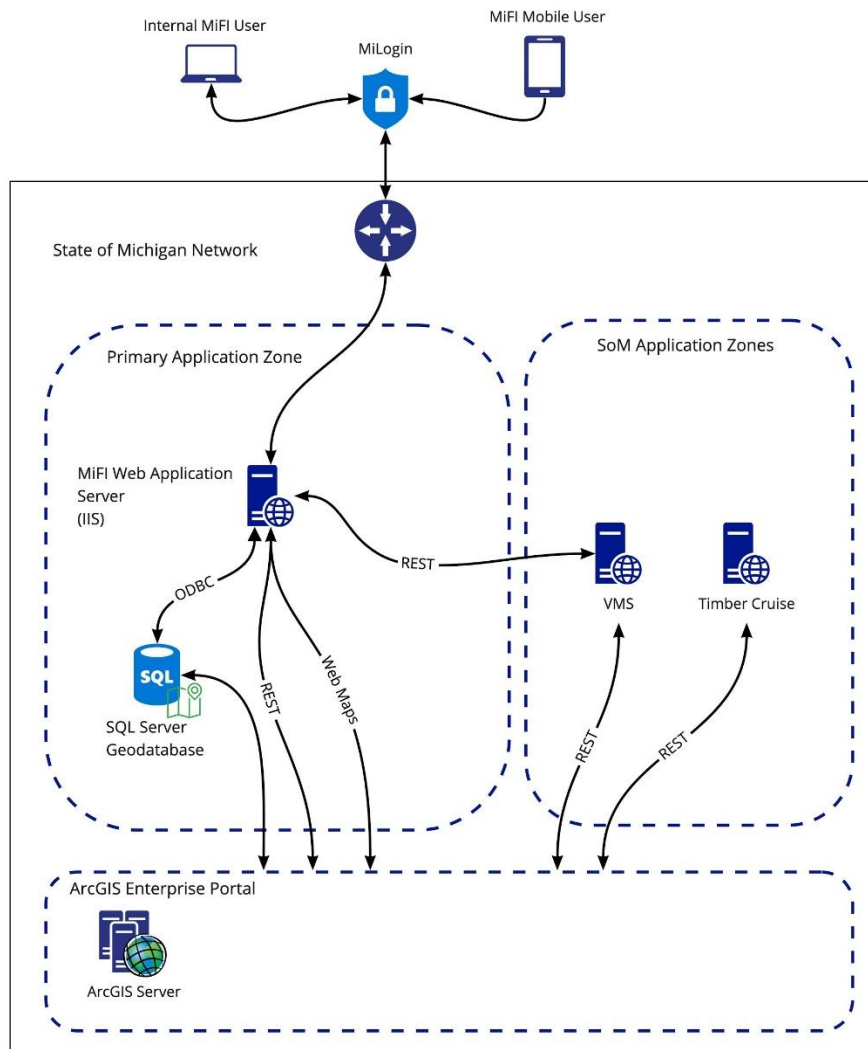 Internal MiFI User
MiLogin
MiFI Mobile User
State of Michigan Network
Primary Application Zone
SoM Application Zones
MiFI Web Application
Server
(IIS)
REST
ODBC
VMS
Timber Cruise
SQL
SQL Server
Geodatabase
REST
Web Maps
REST
REST
ArcGIS Enterprise Portal
ArcGIS Server